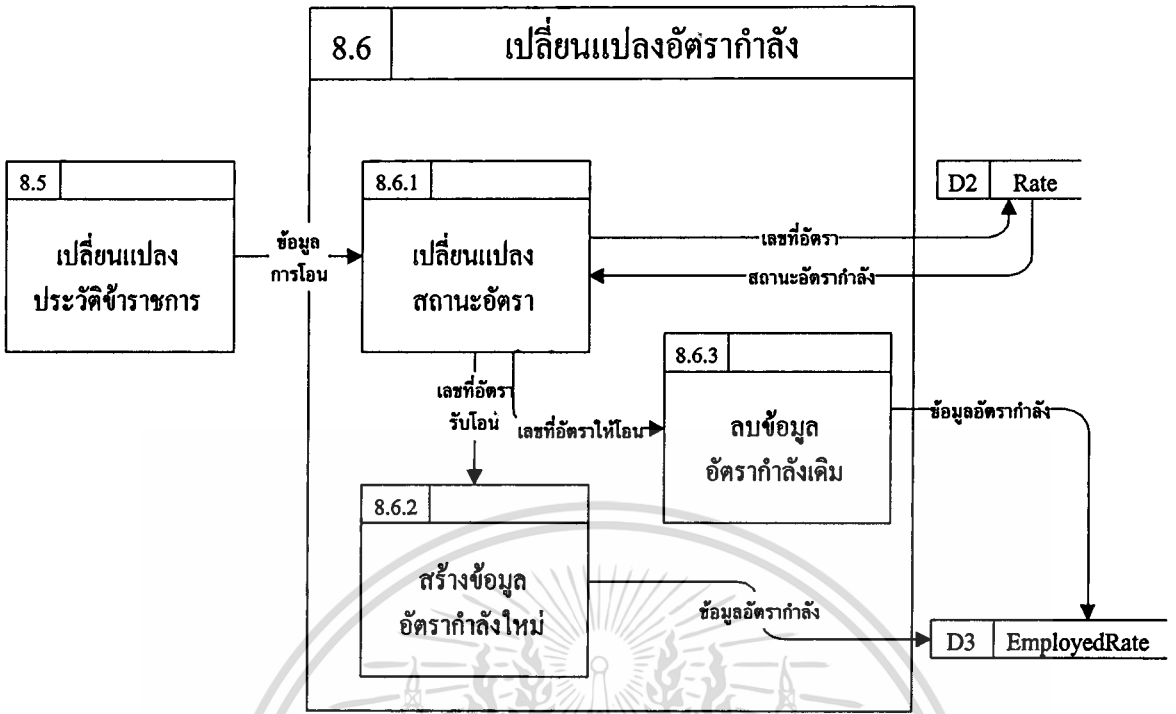 8.6
เปลี่ยนแปลงอัตรากำลัง
8.5
เปลี่ยนแปลง
ประวัติข้าราชการ
ข้อมูล
การโอน
8.6.1
เปลี่ยนแปลง
สถานะอัตรา
D2
Rate
เลขที่อัตรา
สถานะอัตรากำลัง
เลขที่อัตรา
รับโอน
เลขที่อัตราให้โอน
8.6.3
ลบข้อมูล
อัตรากำลังเดิม
ข้อมูลอัตรากำลัง
8.6.2
สร้างข้อมูล
อัตรากำลังใหม่
ข้อมูลอัตรากำลัง
D3
EmployedRate